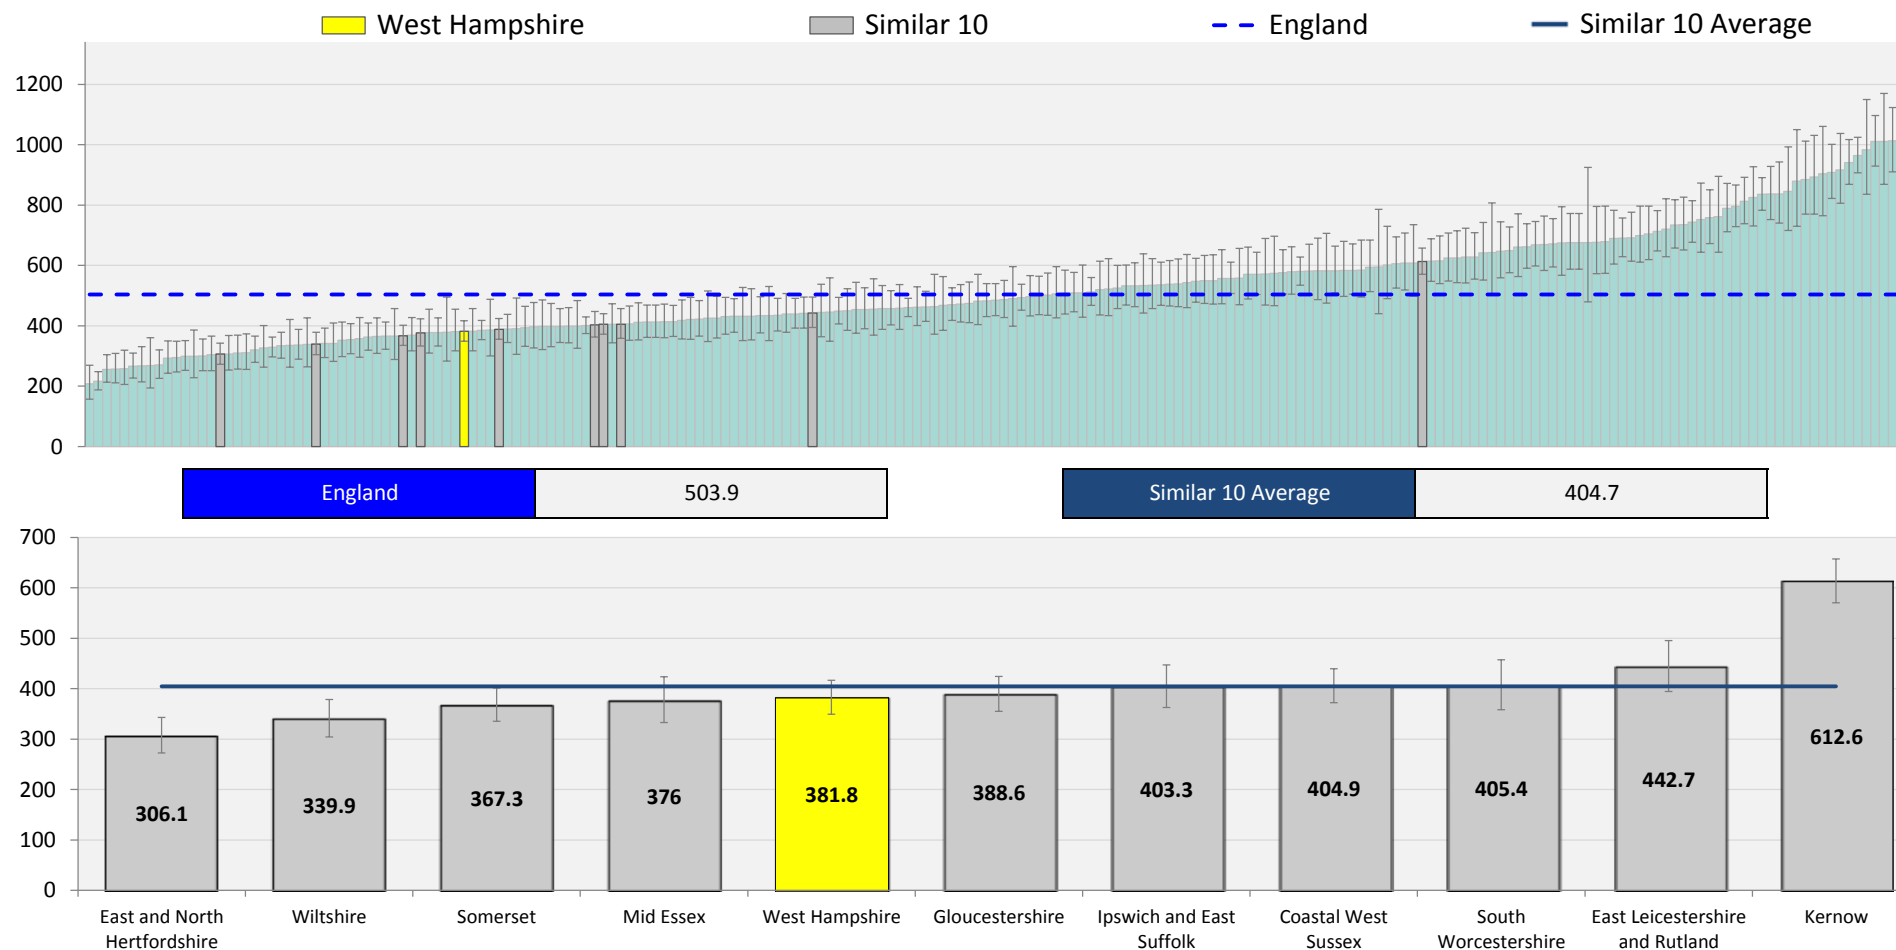 West Hampshire Similar 10 England Similar 10 Average
1200
1000
800
600
400
200
0
England 503.9 Similar 10 Average 404.7
700
600
500
400
300
200
100
0
306.1 339.9 367.3 376 381.8 388.6 403.3 404.9 405.4 442.7 612.6
East and North Hertfordshire
Wiltshire
Somerset
Mid Essex
West Hampshire
Gloucestershire
Ipswich and East Suffolk
Coastal West Sussex
South Worcestershire
East Leicestershire and Rutland
Kernow